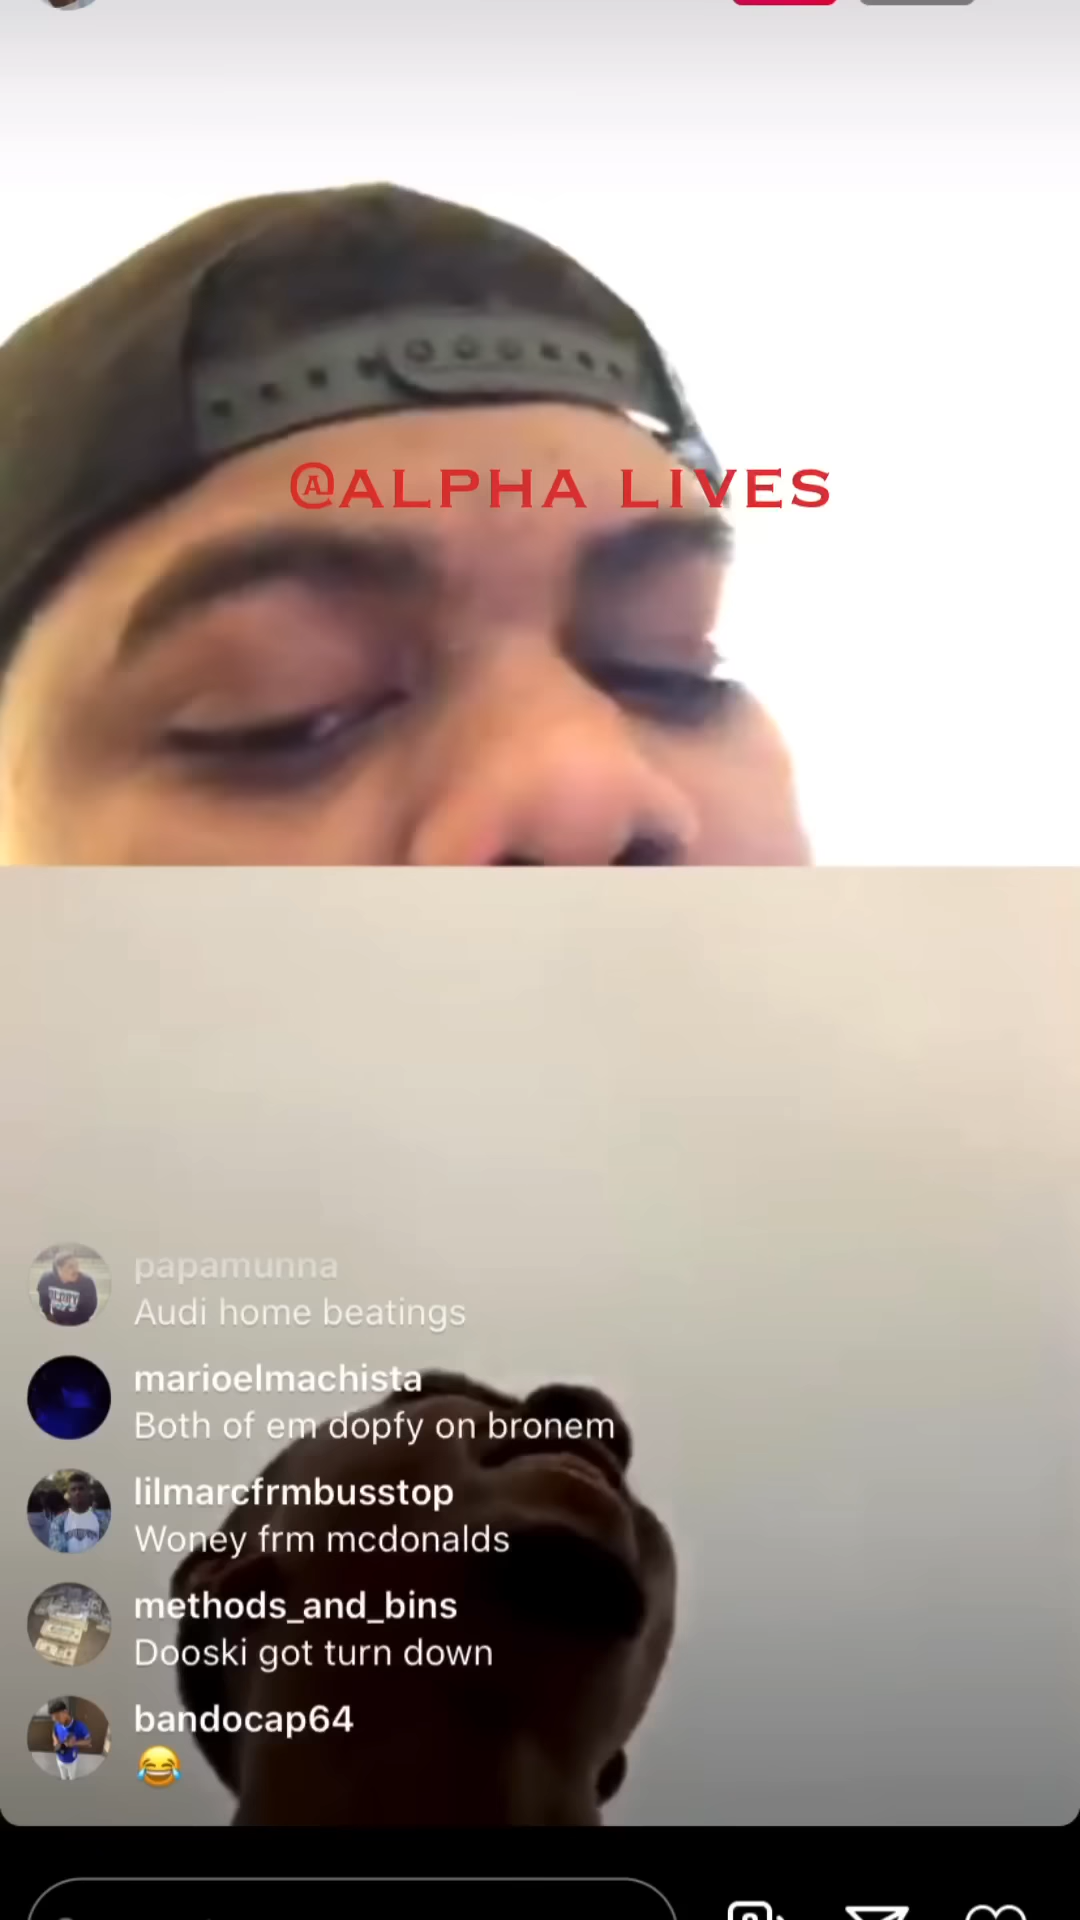 @ALPHA LIVES
papamunna
Audi home beatings
marioelmachista
Both of em dopfy on bronem
lilmarcfrmbusstop
Woney frm mcdonalds
methods_and_bins
Dooski got turn down
bandocap64
😂